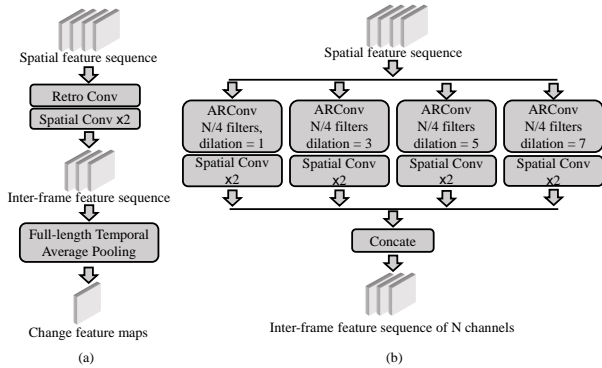 Spatial feature sequence
Retro Conv
Spatial Conv x2
Inter-frame feature sequence
Full-length Temporal
Average Pooling
Change feature maps
(a)
Spatial feature sequence
ARConv
N/4 filters,
dilation = 1
Spatial Conv
x2
ARConv
N/4 filters
dilation = 3
Spatial Conv
x2
ARConv
N/4 filters
dilation = 5
Spatial Conv
x2
ARConv
N/4 filters
dilation = 7
Spatial Conv
x2
Concate
Inter-frame feature sequence of N channels
(b)